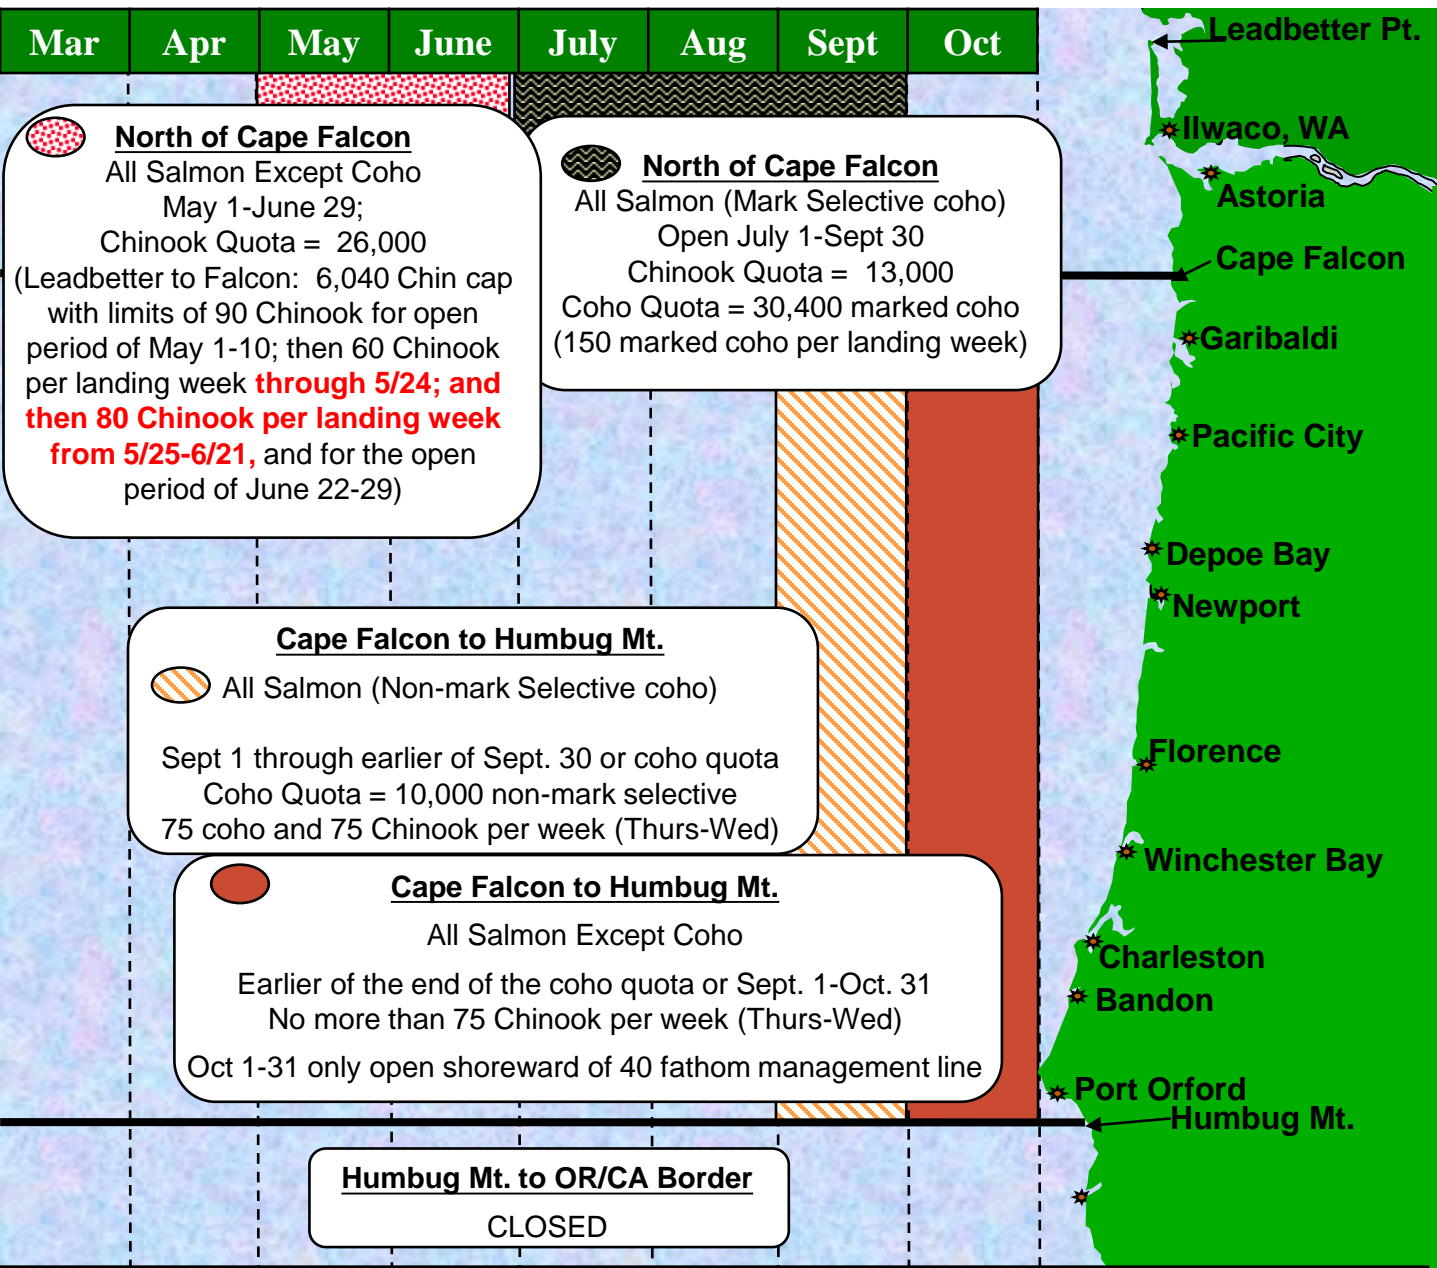 Mar Apr May June July Aug Sept Oct
North of Cape Falcon
All Salmon Except Coho
May 1-June 29;
Chinook Quota = 26,000
(Leadbetter to Falcon: 6,040 Chin cap
with limits of 90 Chinook for open
period of May 1-10; then 60 Chinook
per landing week through 5/24; and
then 80 Chinook per landing week
from 5/25-6/21, and for the open
period of June 22-29)
North of Cape Falcon
All Salmon (Mark Selective coho)
Open July 1-Sept 30
Chinook Quota = 13,000
Coho Quota = 30,400 marked coho
(150 marked coho per landing week)
Cape Falcon to Humbug Mt.
All Salmon (Non-mark Selective coho)
Sept 1 through earlier of Sept. 30 or coho quota
Coho Quota = 10,000 non-mark selective
75 coho and 75 Chinook per week (Thurs-Wed)
Cape Falcon to Humbug Mt.
All Salmon Except Coho
Earlier of the end of the coho quota or Sept. 1-Oct. 31
No more than 75 Chinook per week (Thurs-Wed)
Oct 1-31 only open shoreward of 40 fathom management line
Humbug Mt. to OR/CA Border
CLOSED
Leadbetter Pt.
Ilwaco, WA
Astoria
Cape Falcon
Garibaldi
Pacific City
Depoe Bay
Newport
Florence
Winchester Bay
Charleston
Bandon
Port Orford
Humbug Mt.